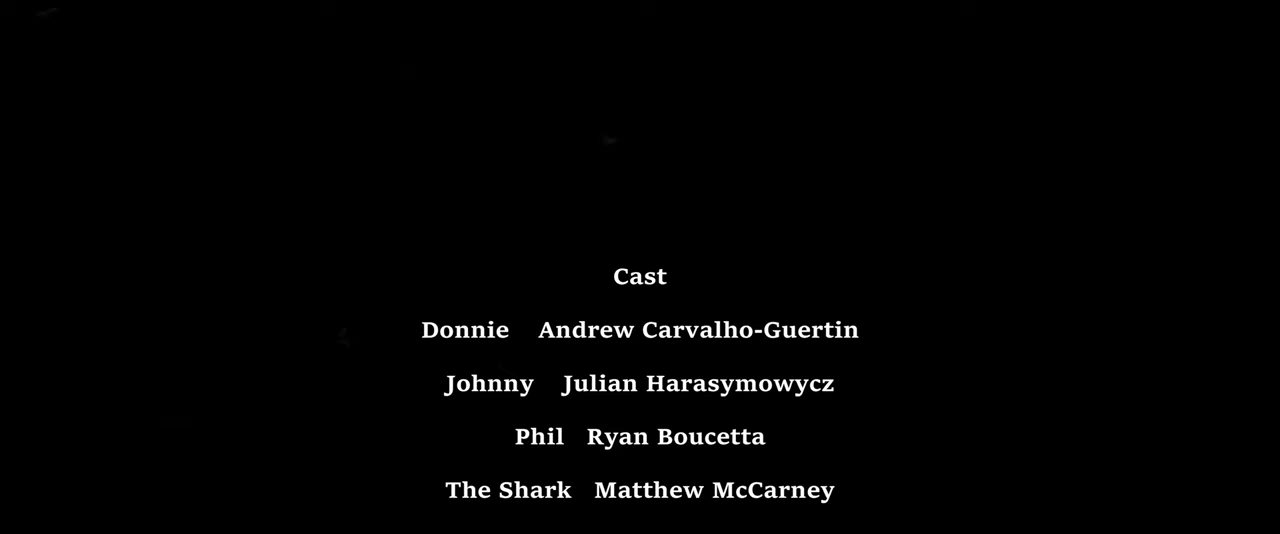 Cast
Donnie Andrew Carvalho-Guertin
Johnny Julian Harasymowycz
Phil Ryan Boucetta
The Shark Matthew McCarney